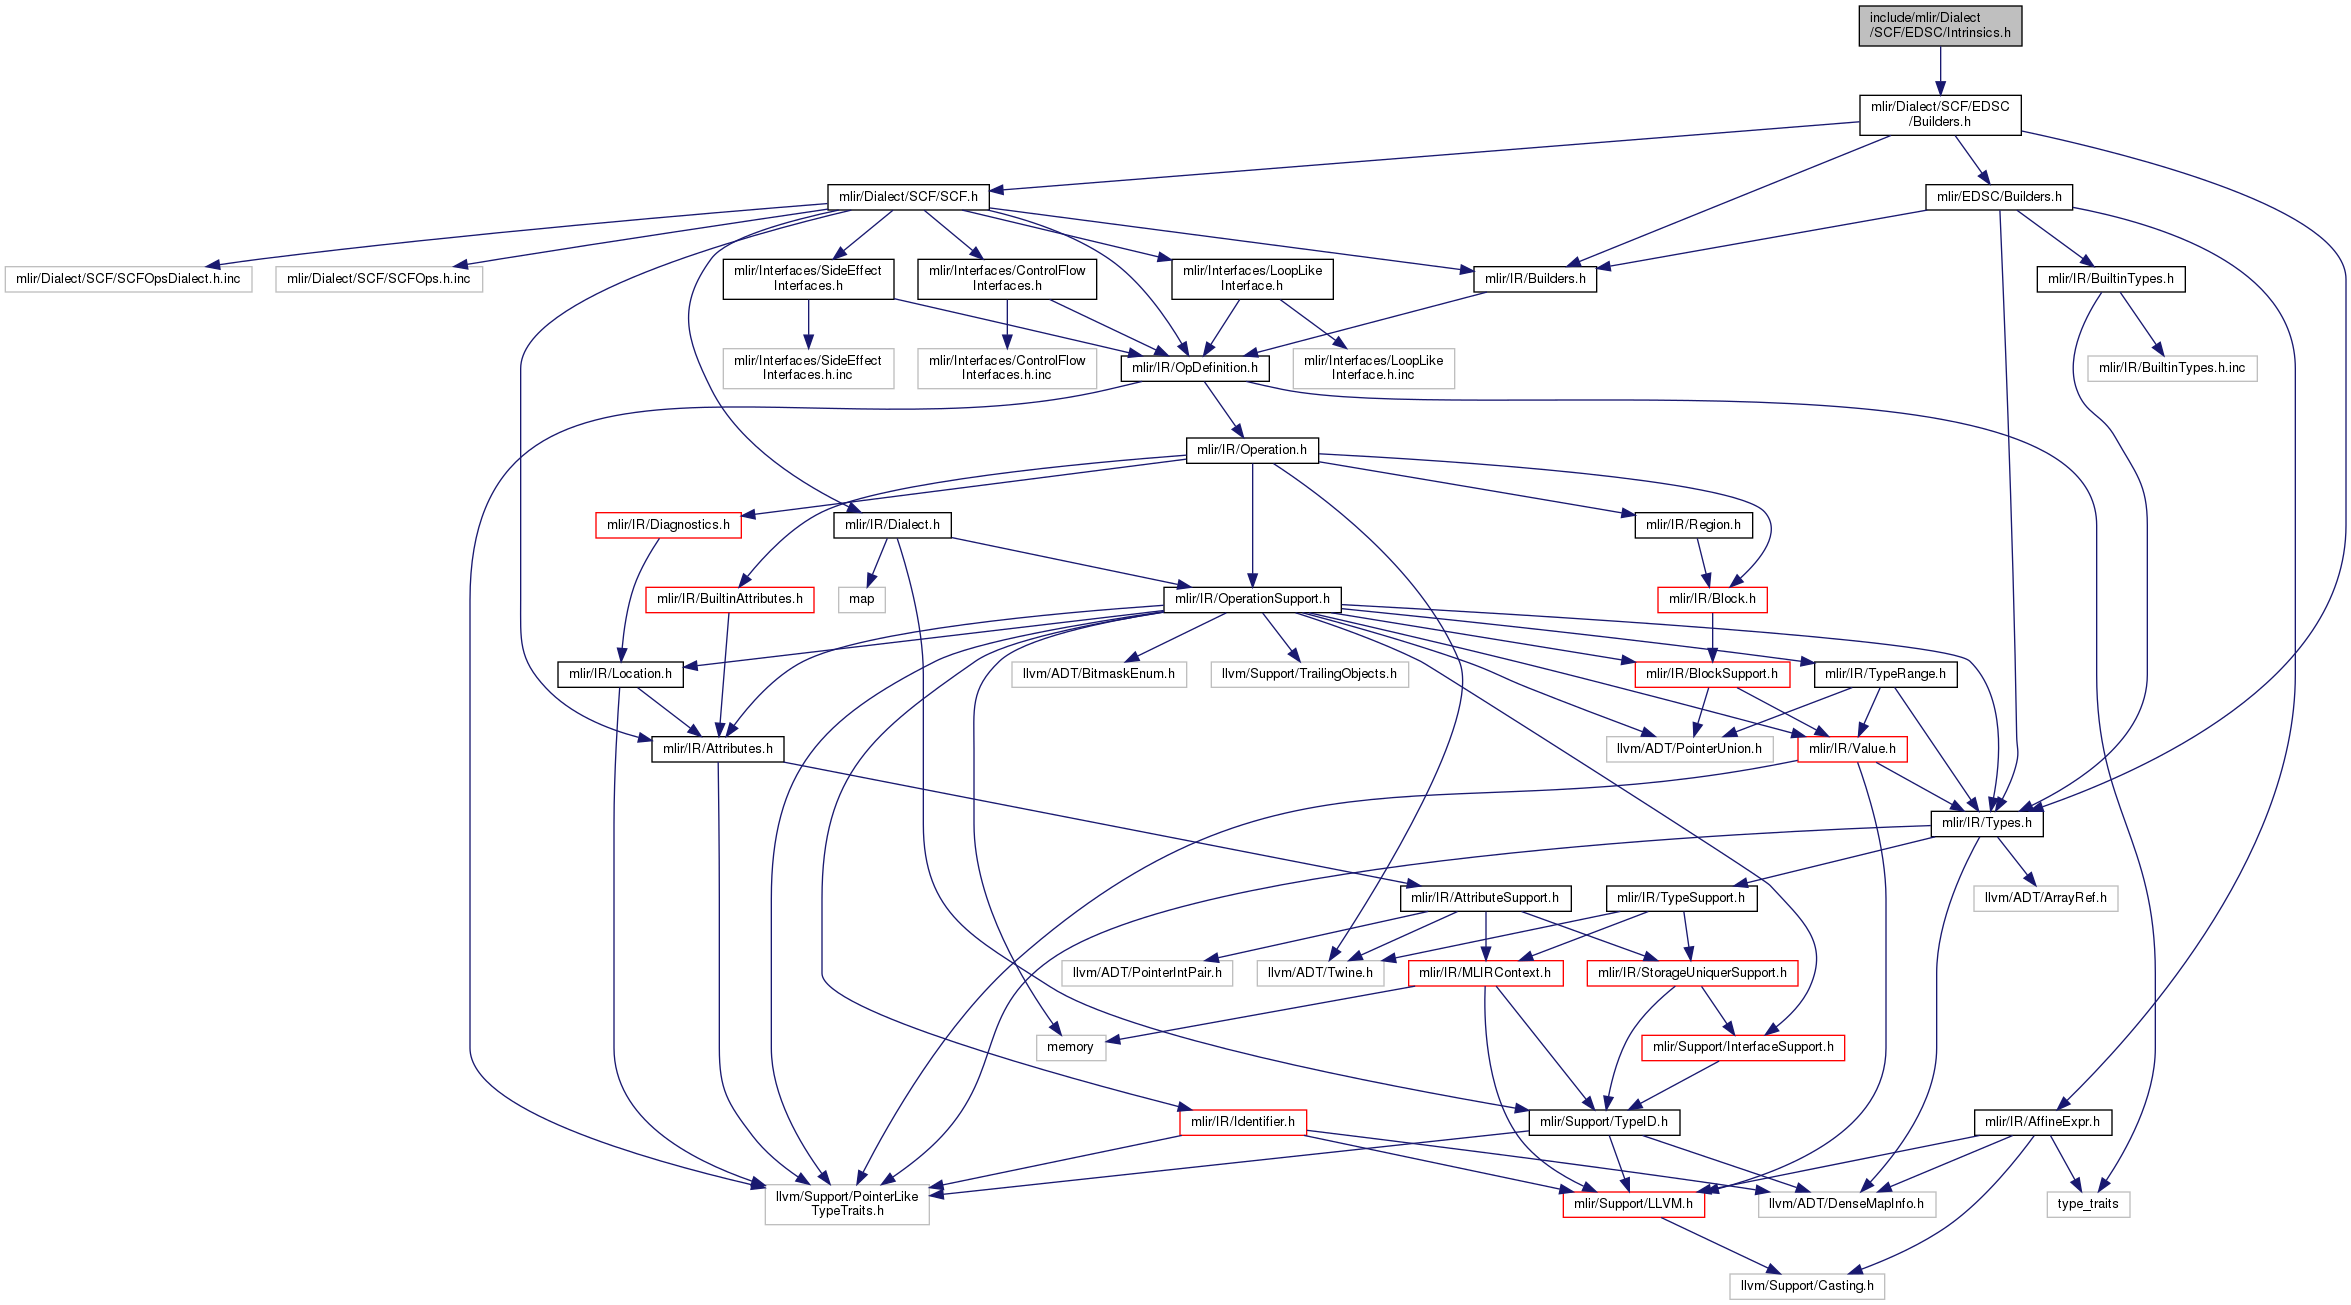 include/mlir/Dialect
/SCF/EDSC/Intrinsics.h
mlir/Dialect/SCF/EDSC
/Builders.h
mlir/Dialect/SCF/SCF.h
mlir/EDSC/Builders.h
mlir/Dialect/SCF/SCFOpsDialect.h.inc
mlir/Dialect/SCF/SCFOps.h.inc
mlir/Interfaces/SideEffect
Interfaces.h
mlir/Interfaces/ControlFlow
Interfaces.h
mlir/Interfaces/LoopLike
Interface.h
mlir/IR/Builders.h
mlir/IR/BuiltinTypes.h
mlir/Interfaces/SideEffect
Interfaces.h.inc
mlir/Interfaces/ControlFlow
Interfaces.h.inc
mlir/IR/OpDefinition.h
mlir/Interfaces/LoopLike
Interface.h.inc
mlir/IR/BuiltinTypes.h.inc
mlir/IR/Operation.h
mlir/IR/Diagnostics.h
mlir/IR/Dialect.h
mlir/IR/Region.h
mlir/IR/BuiltinAttributes.h
map
mlir/IR/OperationSupport.h
mlir/IR/Block.h
mlir/IR/Location.h
llvm/ADT/BitmaskEnum.h
llvm/Support/TrailingObjects.h
mlir/IR/BlockSupport.h
mlir/IR/TypeRange.h
mlir/IR/Attributes.h
llvm/ADT/PointerUnion.h
mlir/IR/Value.h
mlir/IR/Types.h
mlir/IR/AttributeSupport.h
mlir/IR/TypeSupport.h
llvm/ADT/ArrayRef.h
llvm/ADT/PointerIntPair.h
llvm/ADT/Twine.h
mlir/IR/MLIRContext.h
mlir/IR/StorageUniquerSupport.h
memory
mlir/Support/InterfaceSupport.h
mlir/IR/Identifier.h
mlir/Support/TypeID.h
mlir/IR/AffineExpr.h
llvm/Support/PointerLike
TypeTraits.h
mlir/Support/LLVM.h
llvm/ADT/DenseMapInfo.h
type_traits
llvm/Support/Casting.h